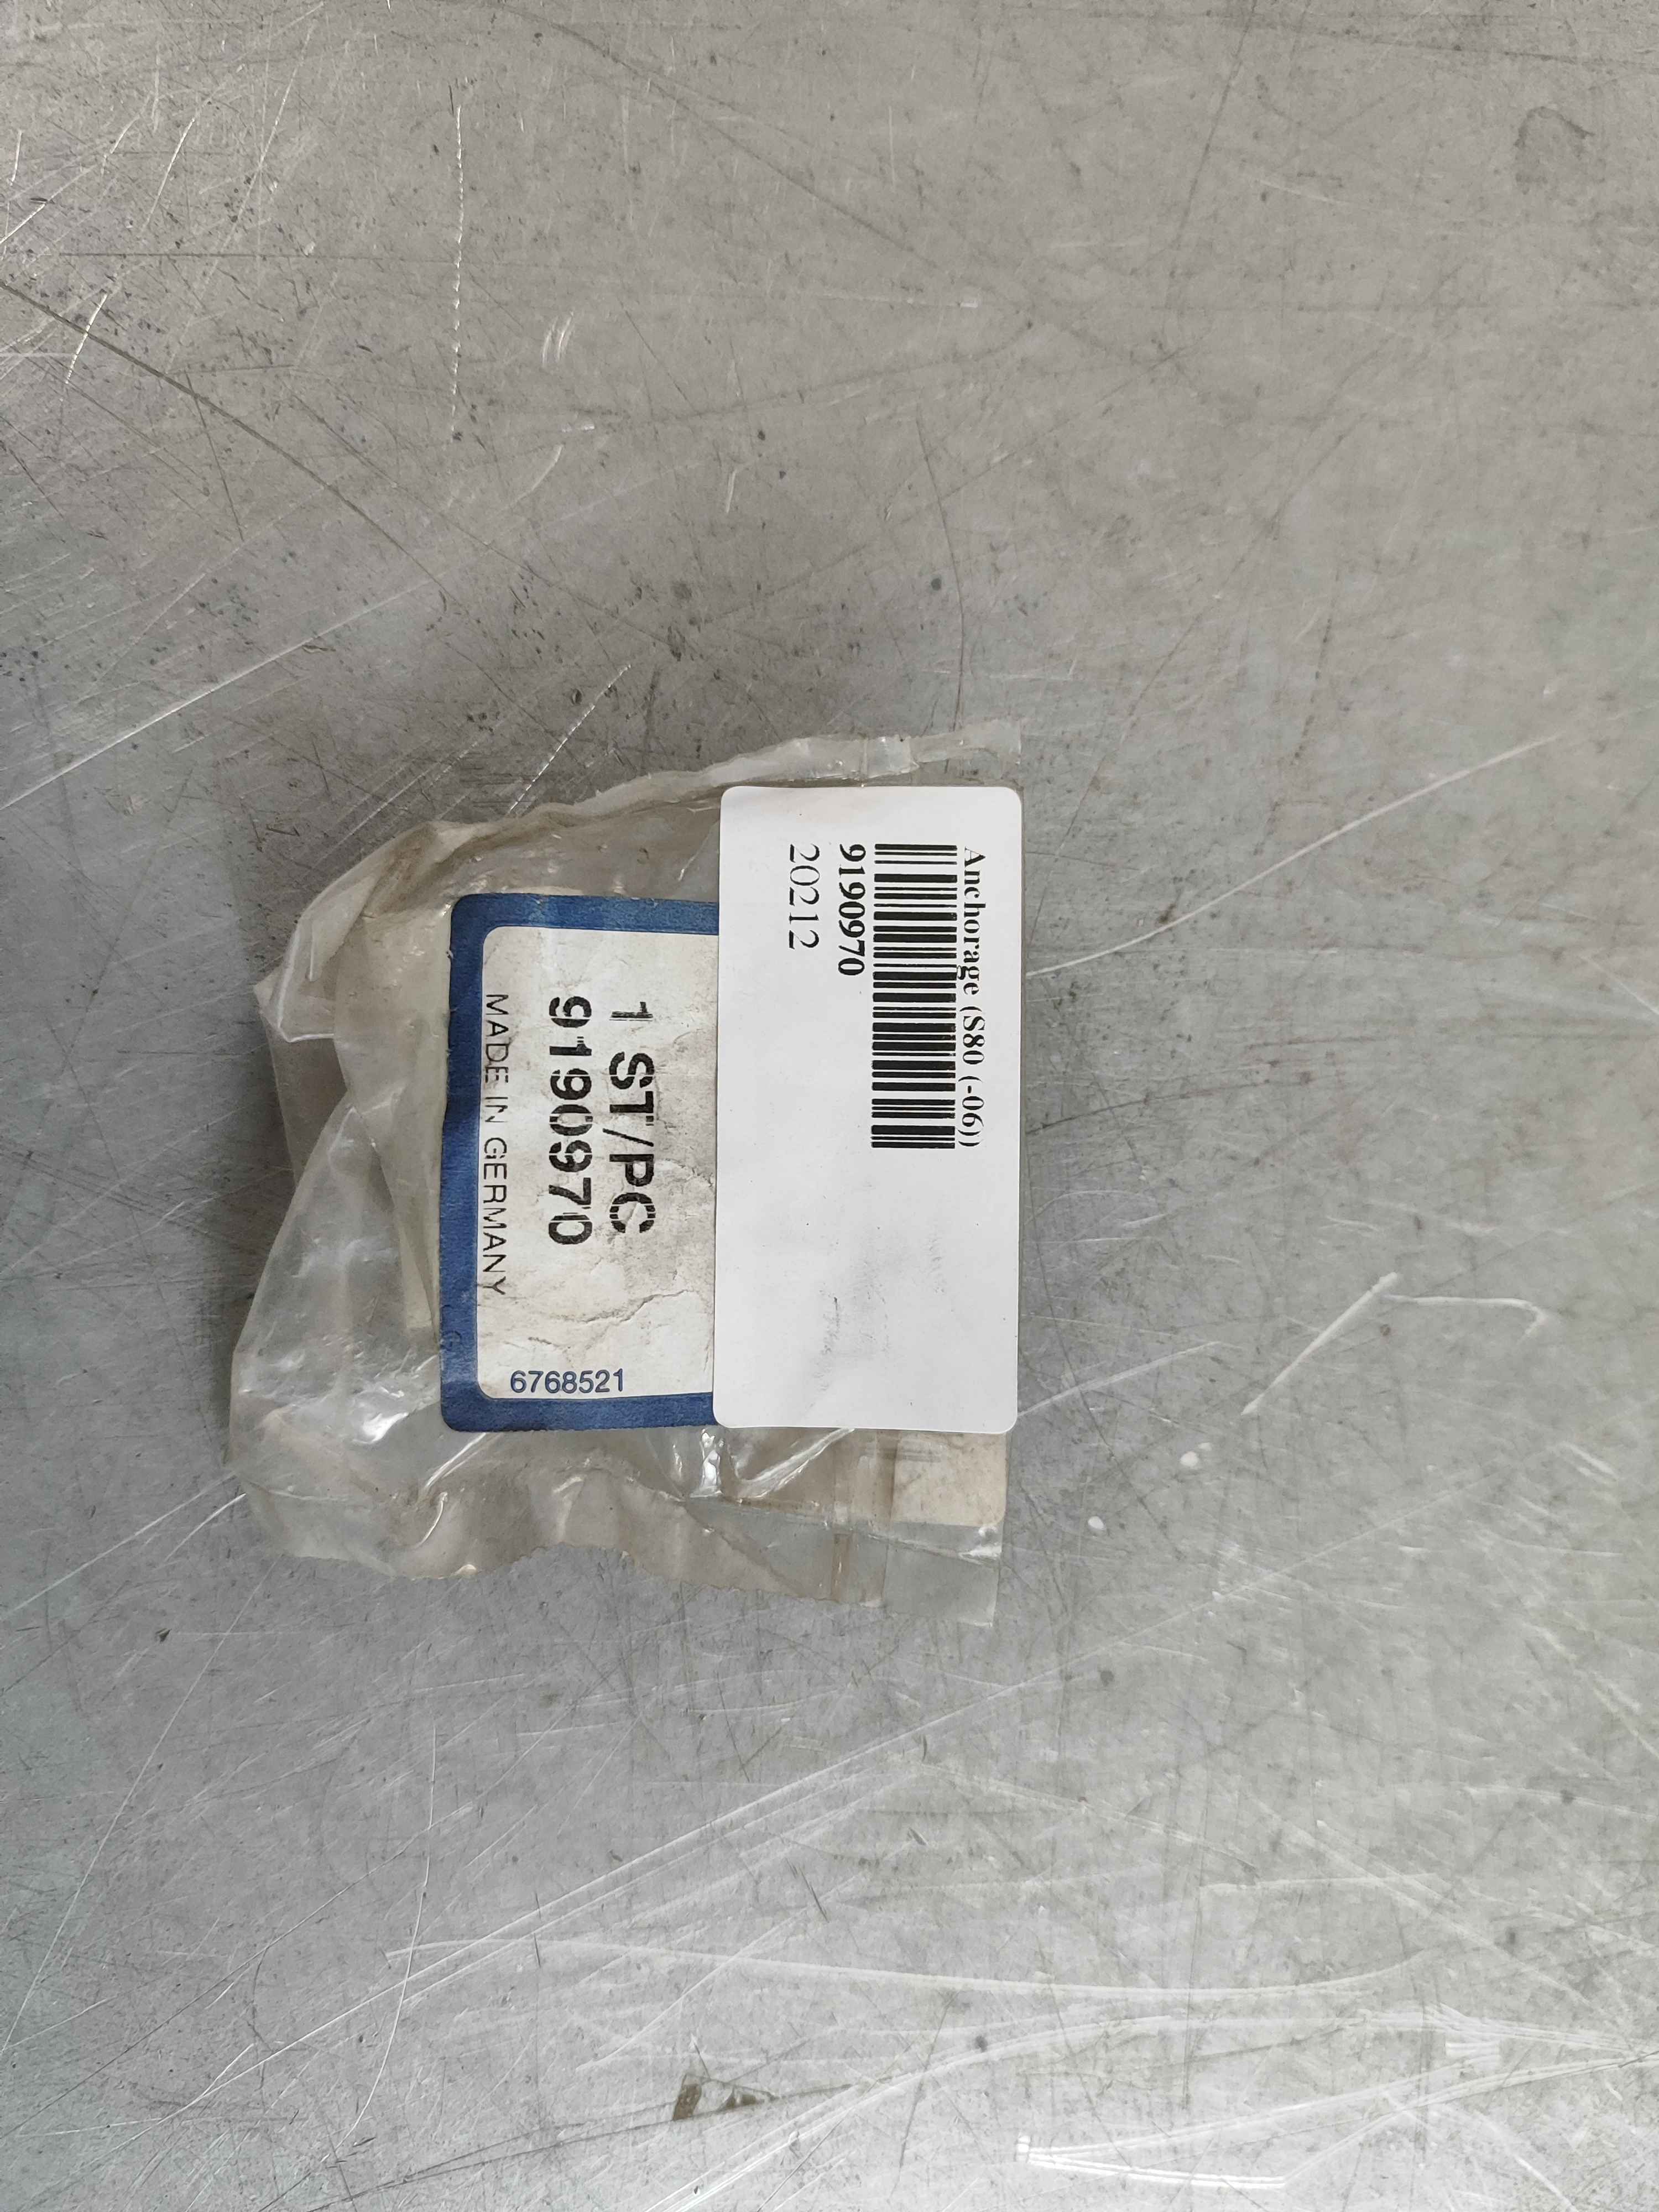 Anchorage (S80 (-06))
9190970
20212
1 ST/PC
9190970
MADE IN GERMANY
6768521